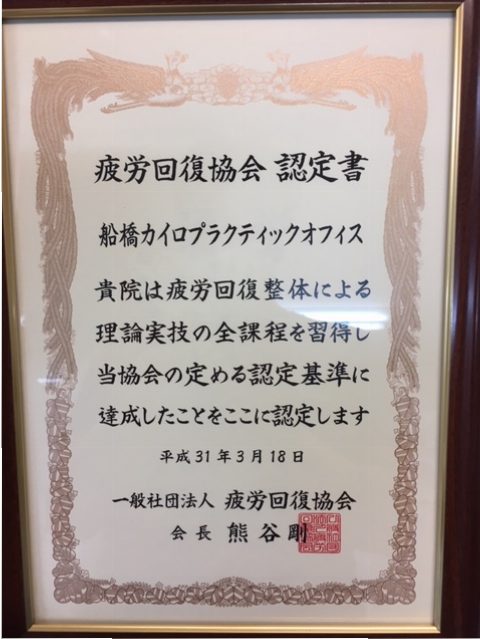 疲労回復協会 認定書
船橋カイロプラクティックオフィス
貴院は疲労回復整体による
理論実技の全課程を習得し
当協会の定める認定基準に
達成したことをここに認定します
平成31年3月18日
一般社団法人 疲労回復協会
会長 熊谷剛